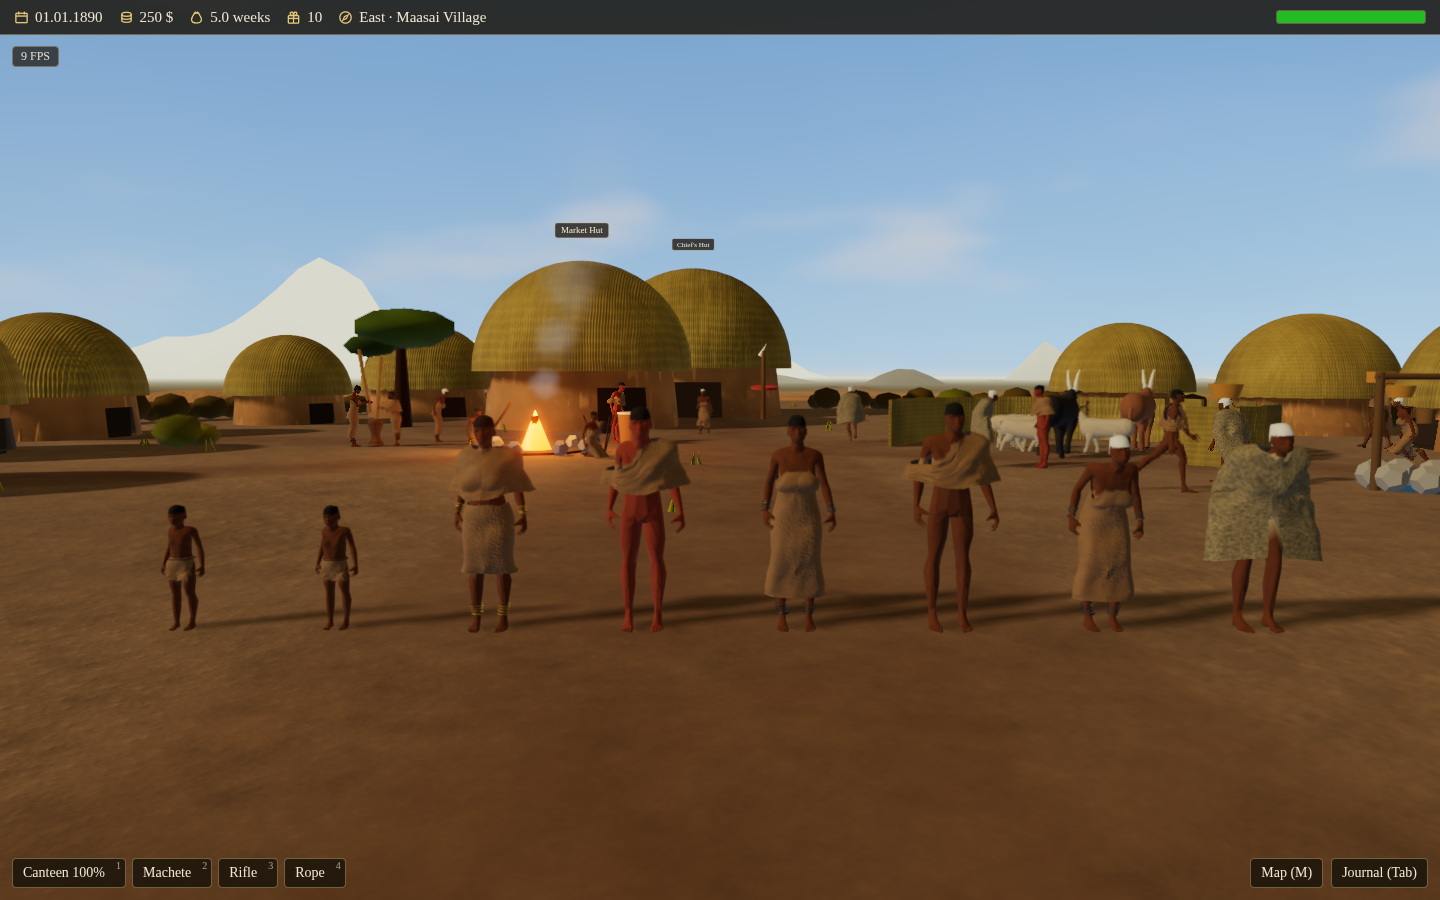 01.01.1890 250 $ 5.0 weeks 10 East · Maasai Village
9 FPS
Market Hut
Chief's Hut
Canteen 100% 1 Machete 2 Rifle 3 Rope 4 Map (M) Journal (Tab)